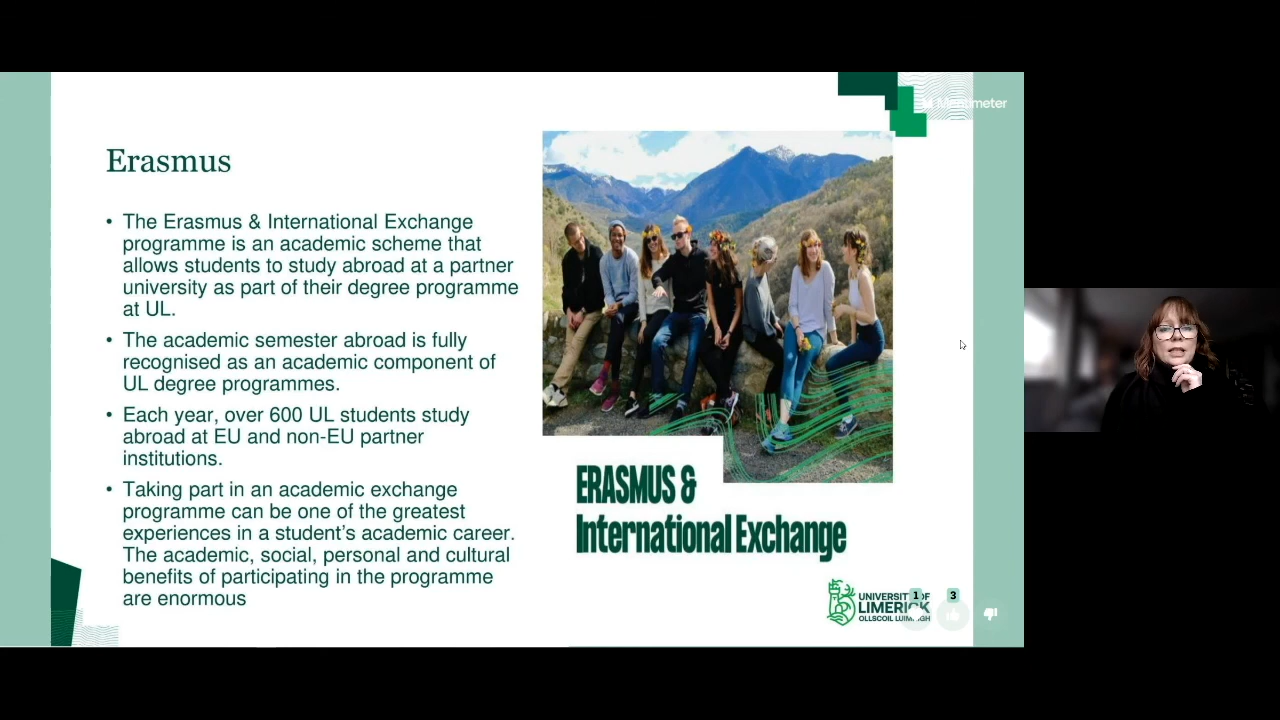 Mentimeter
Erasmus
• The Erasmus & International Exchange
programme is an academic scheme that
allows students to study abroad at a partner
university as part of their degree programme
at UL.
• The academic semester abroad is fully
recognised as an academic component of
UL degree programmes.
• Each year, over 600 UL students study
abroad at EU and non-EU partner
institutions.
• Taking part in an academic exchange
programme can be one of the greatest
experiences in a student’s academic career.
The academic, social, personal and cultural
benefits of participating in the programme
are enormous
ERASMUS &
International Exchange
UNIVERSITY OF
LIMERICK
OLLSCOIL LUIMNIGH
1
3